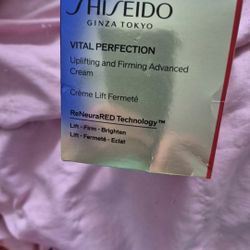 SHISEIDO
GINZA TOKYO
VITAL PERFECTION
Uplifting and Firming Advanced
Cream
Crème Lift Fermeté
ReNeuraRED Technology™
Lift - Firm - Brighten
Lift - Fermeté - Eclat